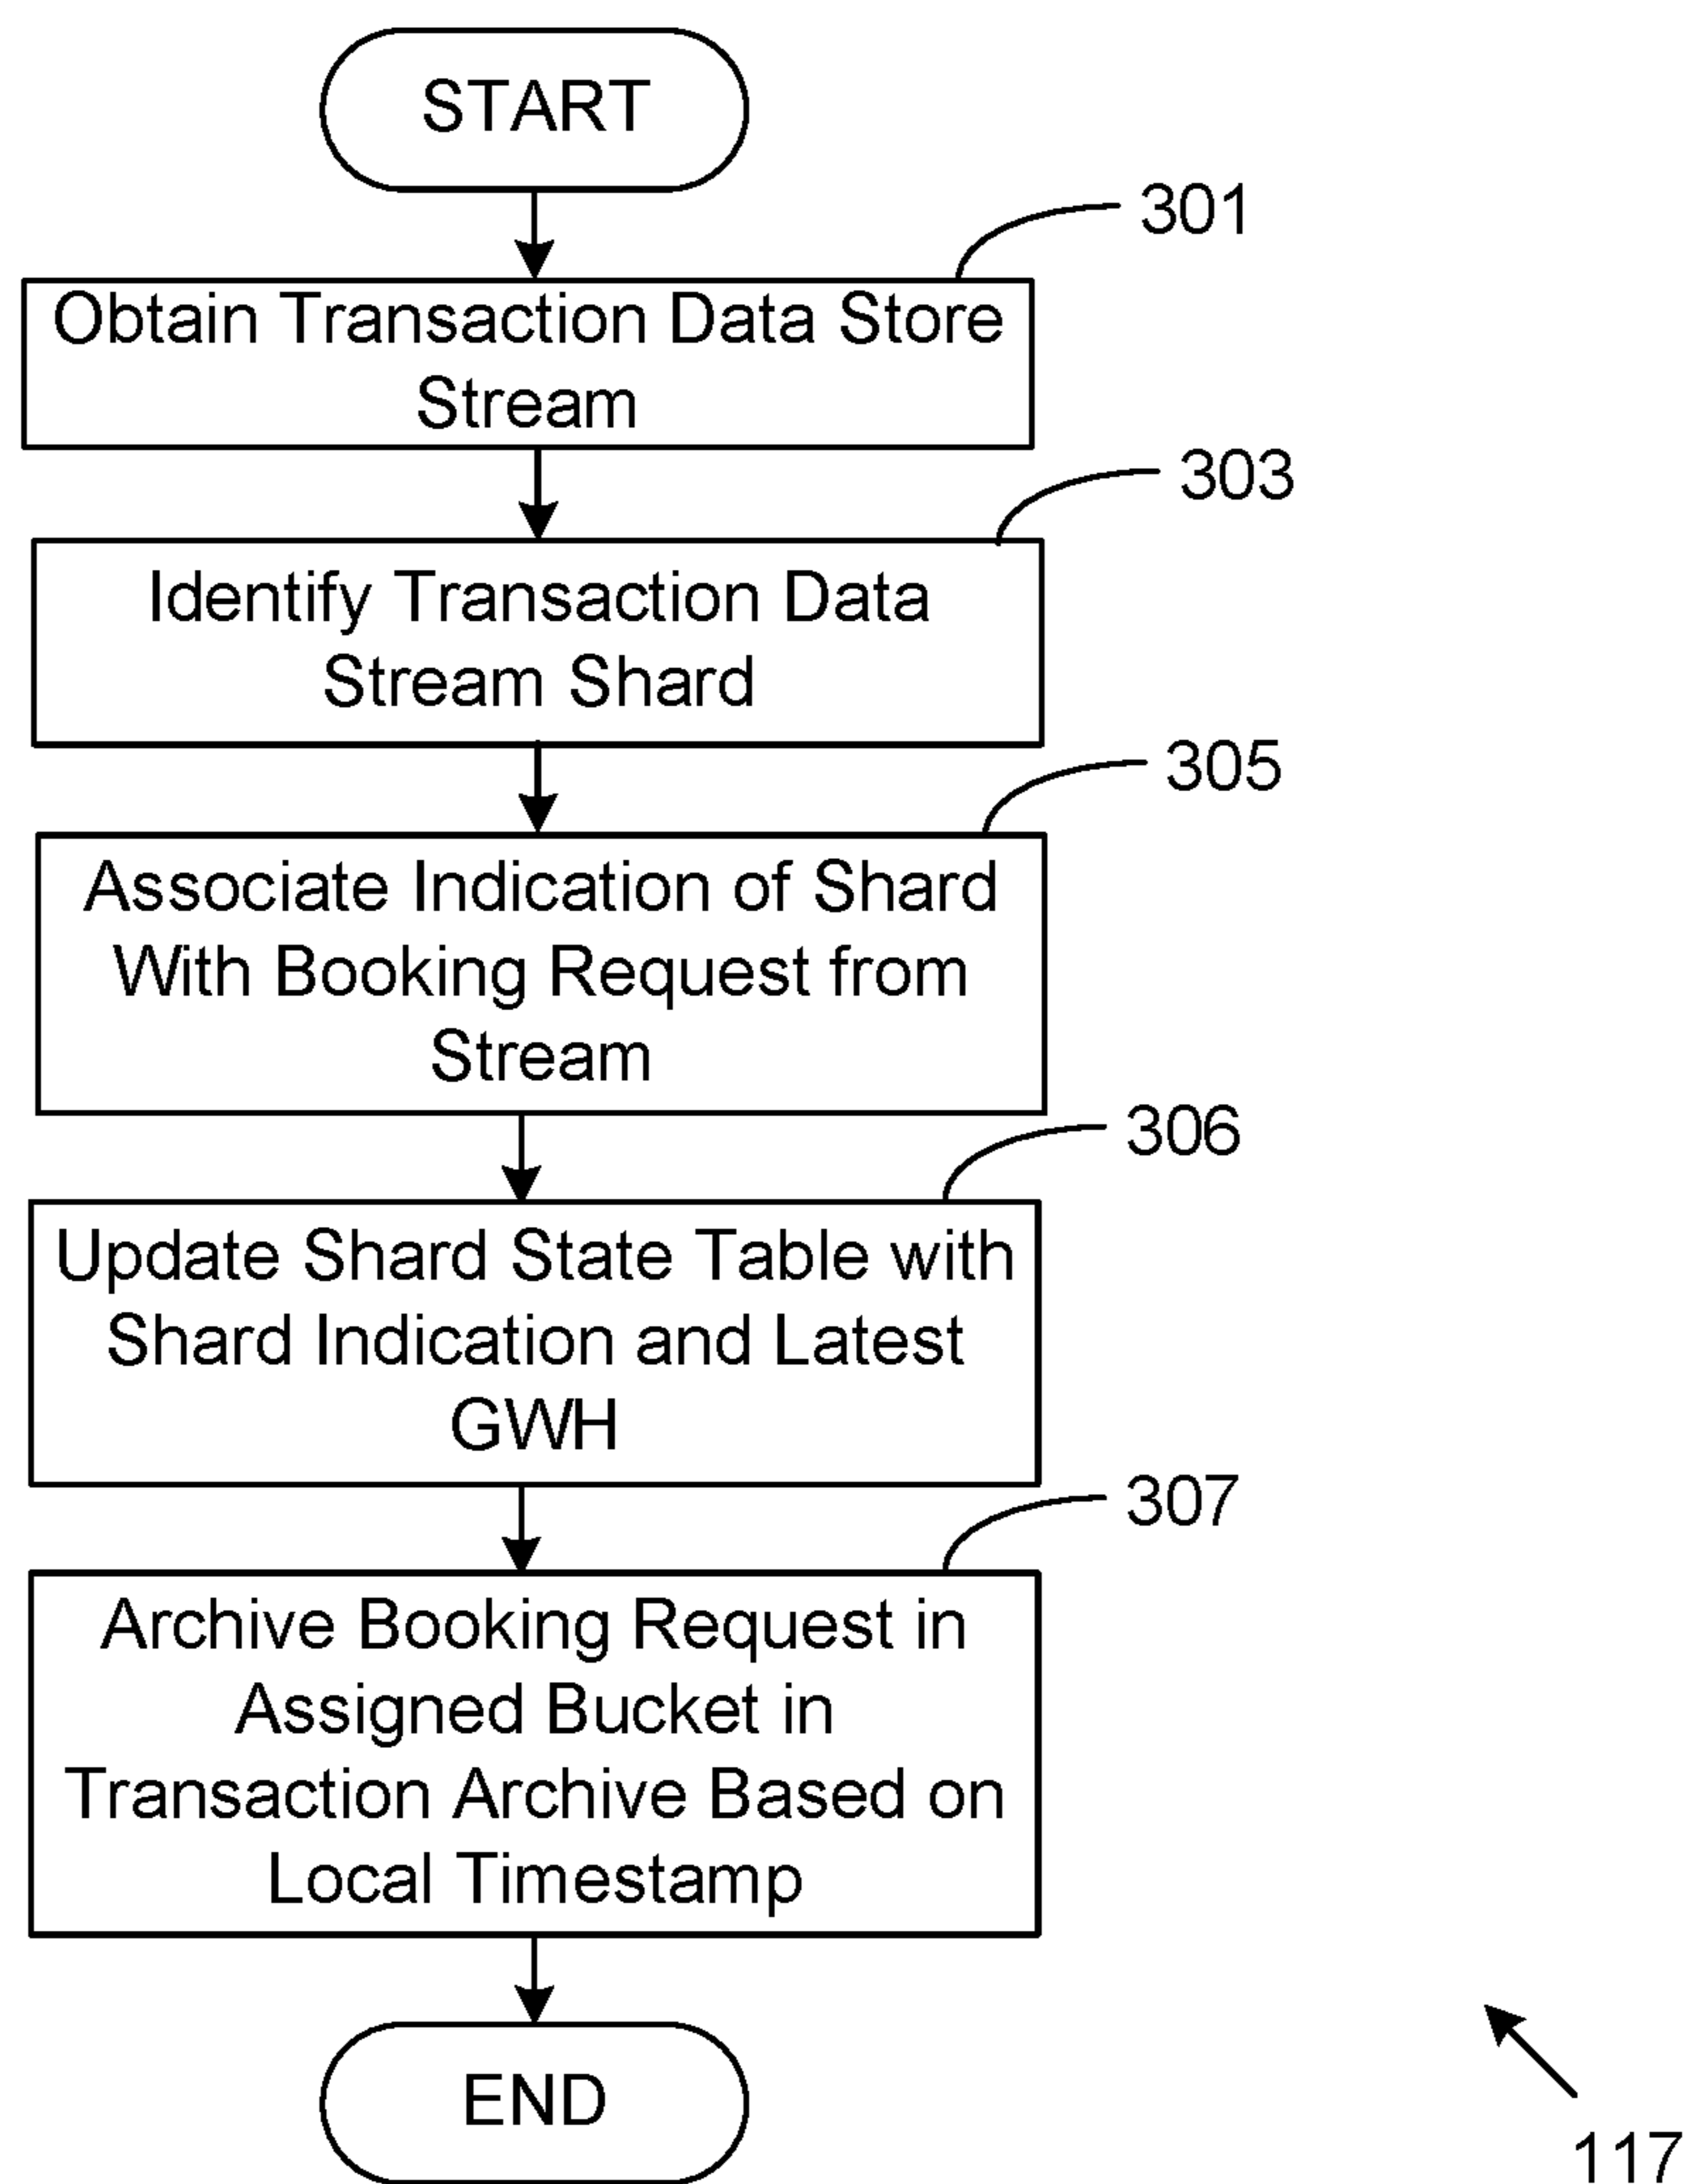 START
301
Obtain Transaction Data Store
Stream
303
Identify Transaction Data
Stream Shard
305
Associate Indication of Shard
With Booking Request from
Stream
306
Update Shard State Table with
Shard Indication and Latest
GWH
307
Archive Booking Request in
Assigned Bucket in
Transaction Archive Based on
Local Timestamp
END
117